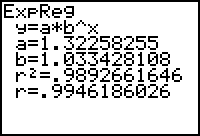 ExpReg
y=a*b^x
a=1.32258255
b=1.033428108
r²=.9892661646
r=.9946186026